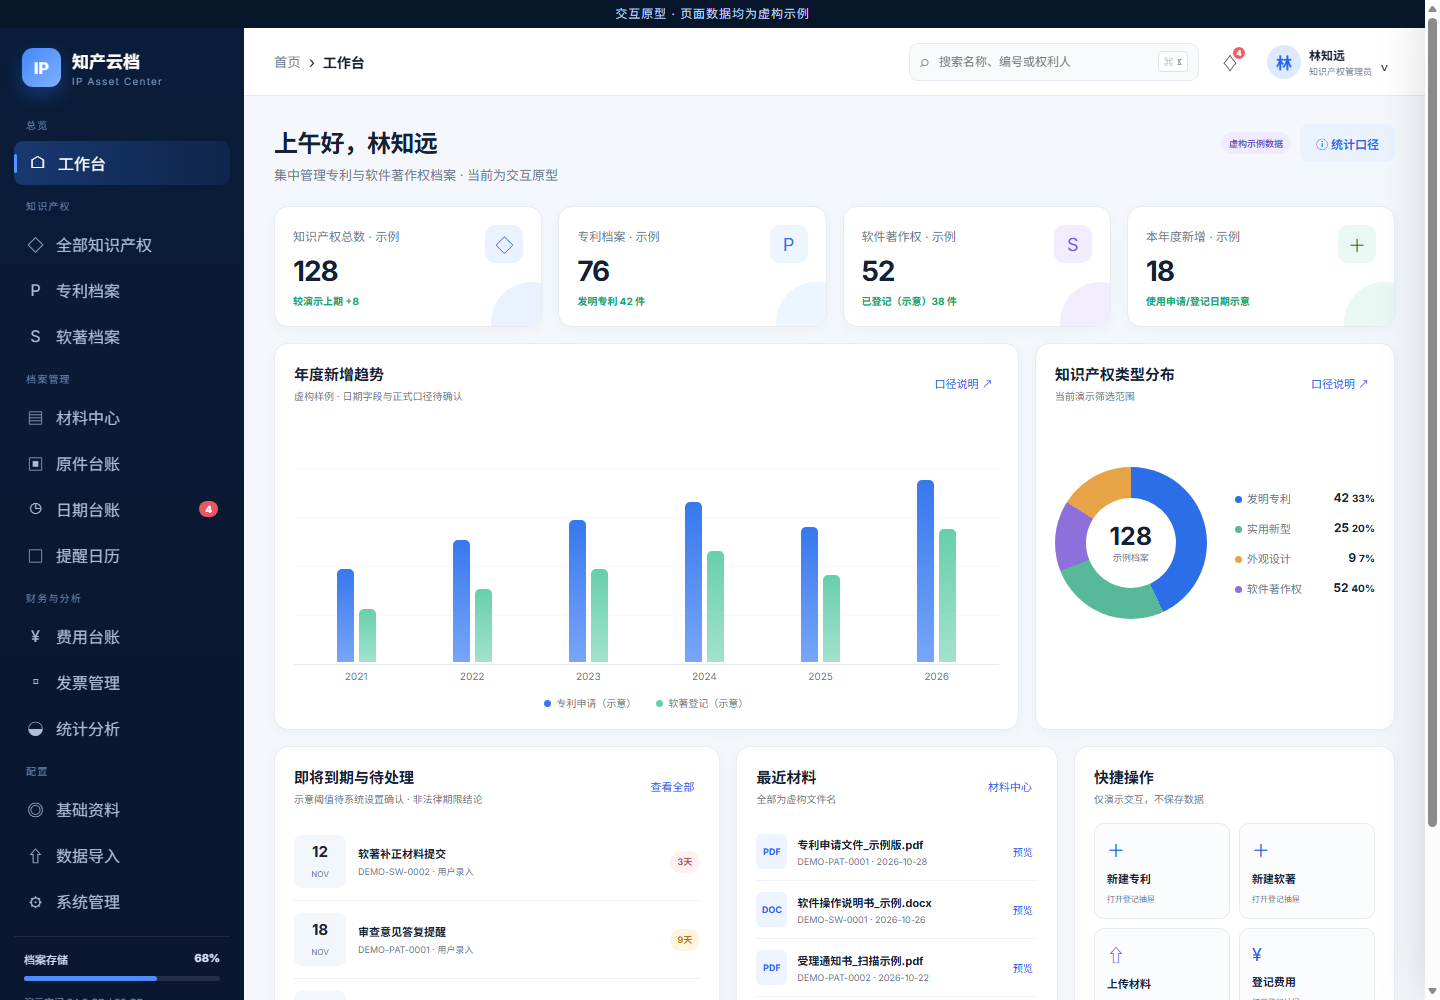 交互原型 · 页面数据均为虚构示例
IP
知产云档
IP Asset Center
总览
工作台
知识产权
全部知识产权
P 专利档案
S 软著档案
档案管理
材料中心
原件台账
日期台账 4
提醒日历
财务与分析
¥ 费用台账
发票管理
统计分析
配置
基础资料
数据导入
系统管理
档案存储 68%
首页 › 工作台
搜索名称、编号或权利人 ⌘ K
4
林
林知远
知识产权管理员
上午好，林知远
集中管理专利与软件著作权档案 · 当前为交互原型
虚构示例数据
ⓘ 统计口径
知识产权总数 · 示例
128
较演示上期 +8
专利档案 · 示例
P
76
发明专利 42 件
软件著作权 · 示例
S
52
已登记（示意）38 件
本年度新增 · 示例
+
18
使用申请/登记日期示意
年度新增趋势
虚构样例 · 日期字段与正式口径待确认
口径说明 ↗
2021 2022 2023 2024 2025 2026
专利申请（示意） 软著登记（示意）
知识产权类型分布
当前演示筛选范围
口径说明 ↗
128
示例档案
发明专利 42 33%
实用新型 25 20%
外观设计 9 7%
软件著作权 52 40%
即将到期与待处理
示意阈值待系统设置确认 · 非法律期限结论
查看全部
12
NOV
软著补正材料提交
DEMO-SW-0002 · 用户录入
3天
18
NOV
审查意见答复提醒
DEMO-PAT-0001 · 用户录入
9天
最近材料
全部为虚构文件名
材料中心
PDF
专利申请文件_示例版.pdf
DEMO-PAT-0001 · 2026-10-28
预览
DOC
软件操作说明书_示例.docx
DEMO-SW-0001 · 2026-10-26
预览
PDF
受理通知书_扫描示例.pdf
DEMO-PAT-0002 · 2026-10-22
预览
快捷操作
仅演示交互，不保存数据
+
新建专利
打开登记抽屉
+
新建软著
打开登记抽屉
上传材料
¥
登记费用